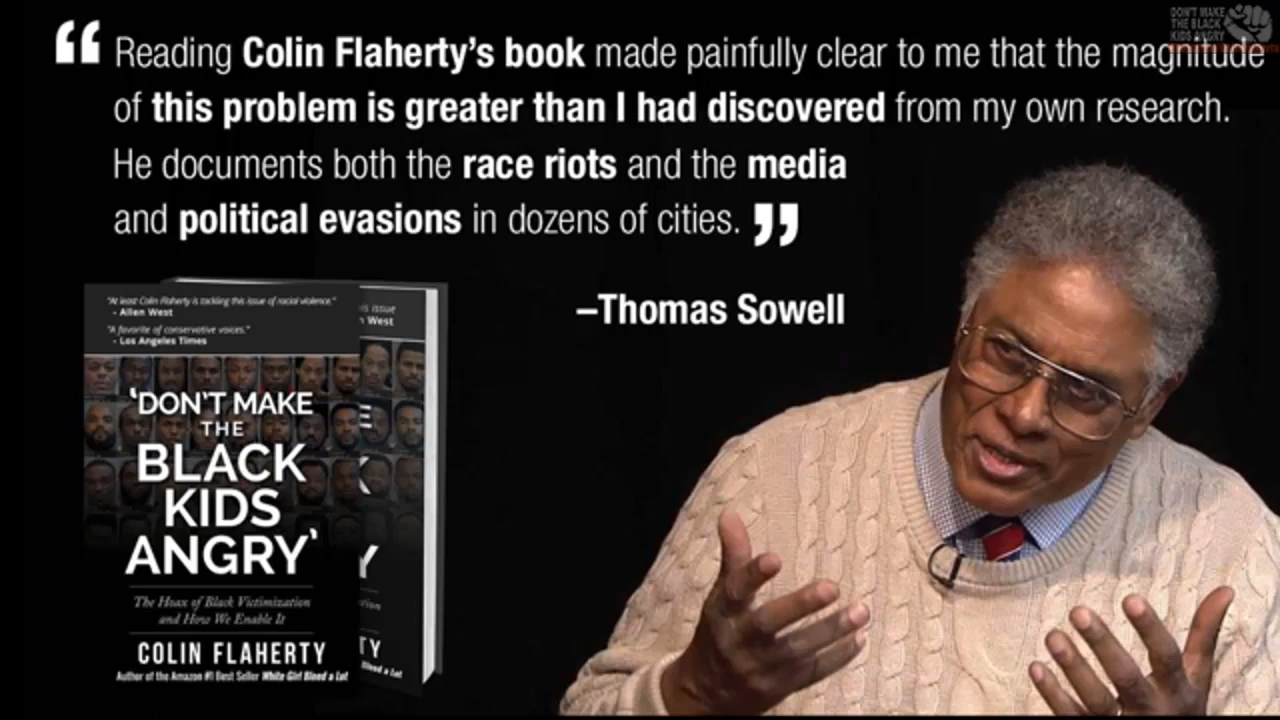 “Reading Colin Flaherty's book made painfully clear to me that the magnitude
of this problem is greater than I had discovered from my own research.
He documents both the race riots and the media
and political evasions in dozens of cities.”
–Thomas Sowell
DON'T MAKE
THE BLACK
KIDS ANGRY
"At least Colin Flaherty is tackling this issue of racial violence."
- Allen West
"A favorite of conservative voices."
- Los Angeles Times
'DON'T MAKE
THE
BLACK
KIDS
ANGRY'
The Hoax of Black Victimization
and How We Enable It
COLIN FLAHERTY
Author of the Amazon #1 Best Seller White Girl Bleed a Lot
issue
West
K
Y
TY
Bleed a Lot